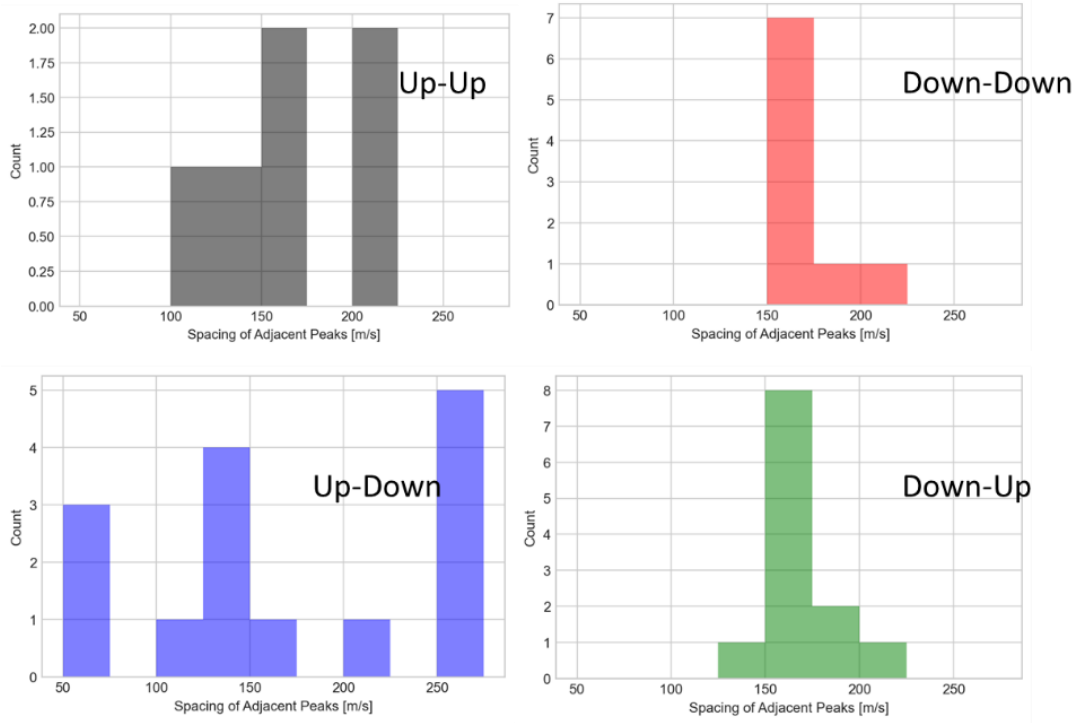 2.00
1.75
1.50
1.25
1.00
0.75
0.50
0.25
0.00
Count
Up-Up
50 100 150 200 250
Spacing of Adjacent Peaks [m/s]
7
6
5
4
3
2
1
0
Count
Down-Down
50 100 150 200 250
Spacing of Adjacent Peaks [m/s]
5
4
3
2
1
0
Count
Up-Down
50 100 150 200 250
Spacing of Adjacent Peaks [m/s]
8
7
6
5
4
3
2
1
0
Count
Down-Up
50 100 150 200 250
Spacing of Adjacent Peaks [m/s]